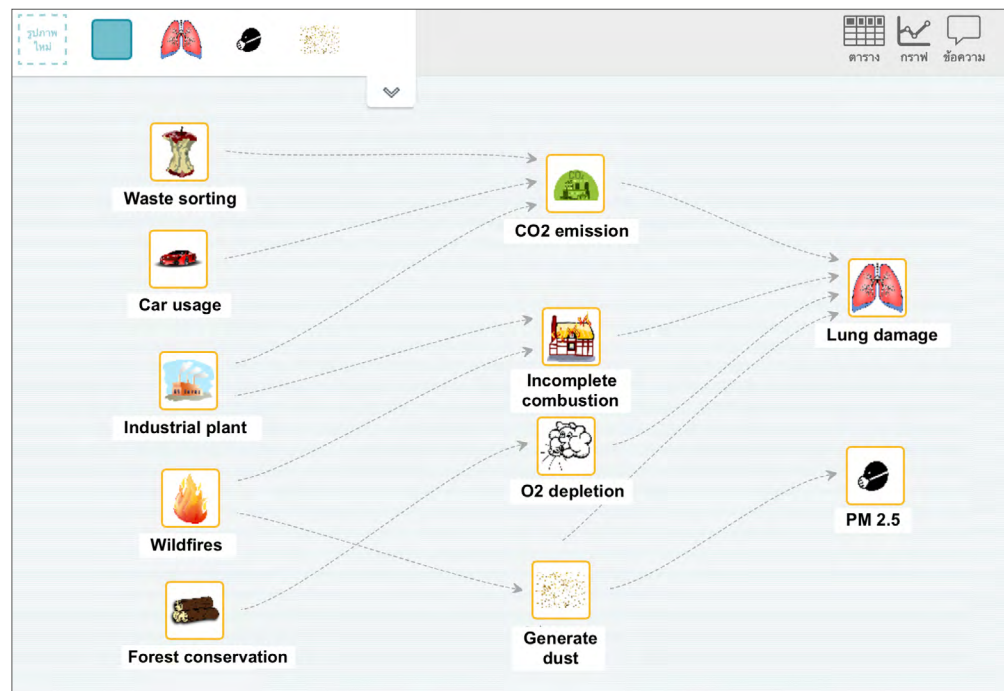 รูปภาพ
ใหม่
ตาราง
กราฟ
ข้อความ
Waste sorting
CO2
CO2 emission
Car usage
Lung damage
Incomplete
combustion
Industrial plant
O2 depletion
PM 2.5
Wildfires
Generate
dust
Forest conservation